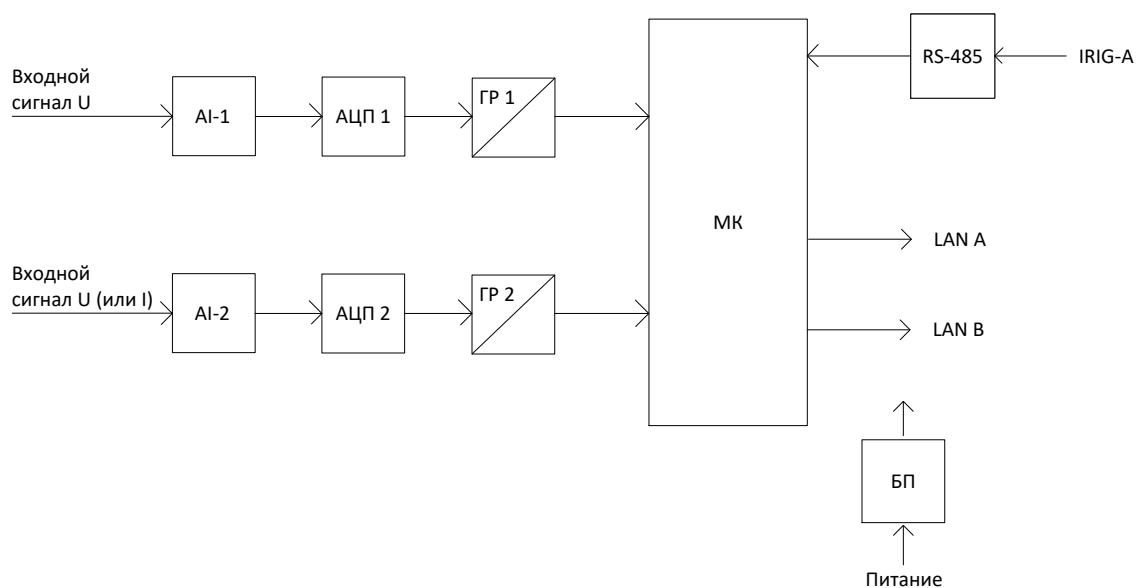 RS-485
IRIG-A
Входной
сигнал U
AI-1
АЦП 1
ГР 1
МК
LAN A
Входной
сигнал U (или I)
AI-2
АЦП 2
ГР 2
LAN B
БП
Питание